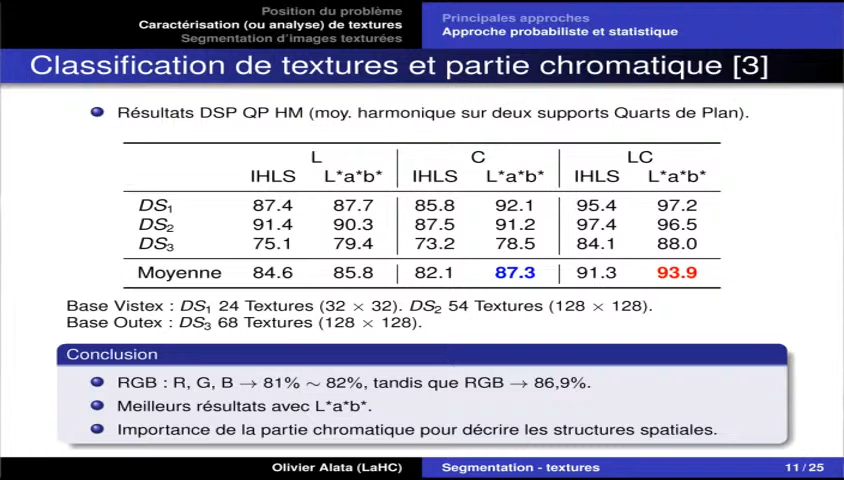 Position du problème
Caractérisation (ou analyse) de textures
Segmentation d'images texturées
Principales approches
Approche probabiliste et statistique
Classification de textures et partie chromatique [3]
Résultats DSP QP HM (moy. harmonique sur deux supports Quarts de Plan).
L C LC
IHLS L*a*b* IHLS L*a*b* IHLS L*a*b*
DS1 87.4 87.7 85.8 92.1 95.4 97.2
DS2 91.4 90.3 87.5 91.2 97.4 96.5
DS3 75.1 79.4 73.2 78.5 84.1 88.0
Moyenne 84.6 85.8 82.1 87.3 91.3 93.9
Base Vistex : DS1 24 Textures (32 × 32). DS2 54 Textures (128 × 128).
Base Outex : DS3 68 Textures (128 × 128).
Conclusion
RGB : R, G, B → 81% ∼ 82%, tandis que RGB → 86,9%.
Meilleurs résultats avec L*a*b*.
Importance de la partie chromatique pour décrire les structures spatiales.
Olivier Alata (LaHC) Segmentation - textures 11 / 25